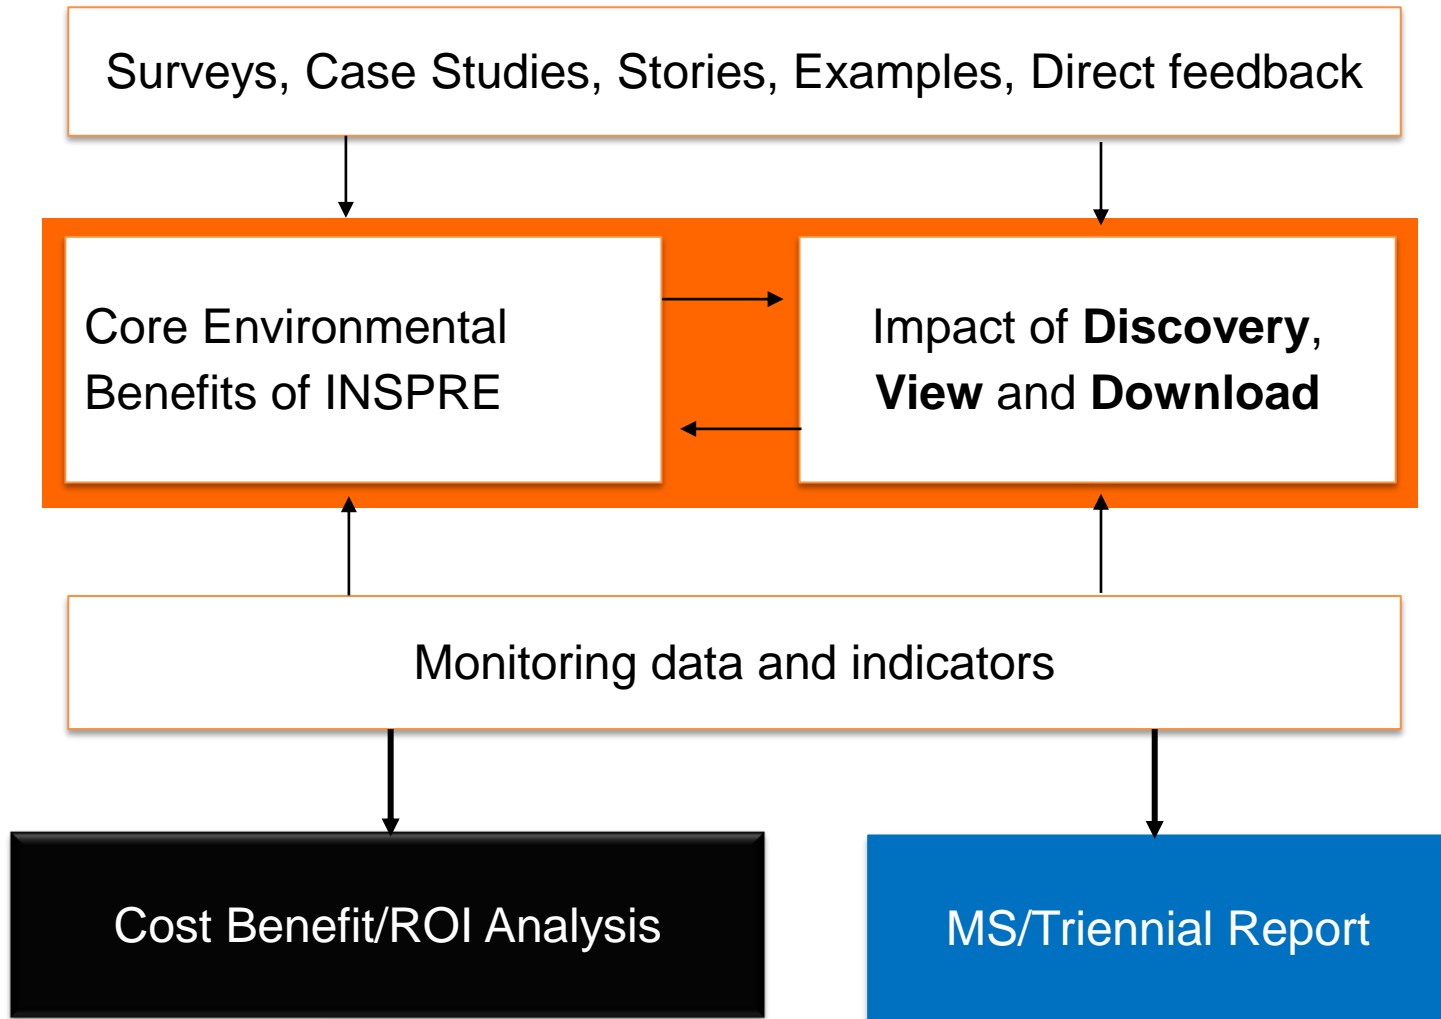 Surveys, Case Studies, Stories, Examples, Direct feedback
Core Environmental
Benefits of INSPRE
Impact of Discovery,
View and Download
Monitoring data and indicators
Cost Benefit/ROI Analysis
MS/Triennial Report